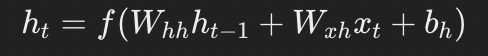 h_t = f(W_{hh}h_{t-1} + W_{xh}x_t + b_h)